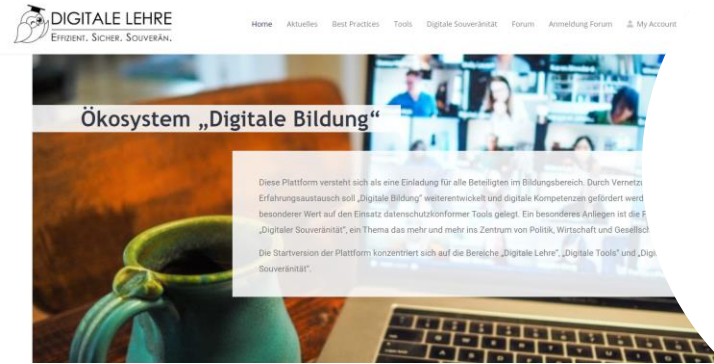 DIGITALE LEHRE
EFFIZIENT. SICHER. SOUVERÄN.
Home Aktuelles Best Practices Tools Digitale Souveränität Forum Anmeldung Forum My Account
Ökosystem „Digitale Bildung“
Diese Plattform versteht sich als eine Einladung für alle Beteiligten im Bildungsbereich. Durch
Erfahrungsaustausch soll „Digitale Bildung“ weiterentwickelt und digitale Kompetenzen gefördert
besonderer Wert auf den Einsatz datenschutzkonformer Tools gelegt. Ein besonderes Anliegen ist die
„Digitaler Souveränität“, ein Thema das mehr und mehr ins Zentrum von Politik, Wirtschaft und
Die Startversion der Plattform konzentriert sich auf die Bereiche „Digitale Lehre“, „Digitale Tools“ und
Souveränität“.